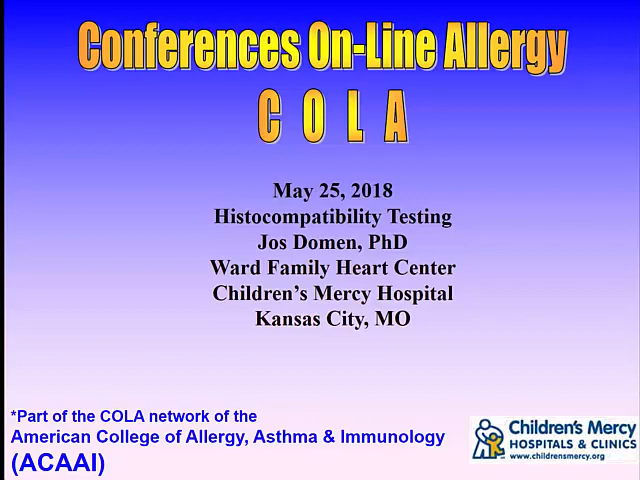 Conferences On-Line Allergy
C O L A
May 25, 2018
Histocompatibility Testing
Jos Domen, PhD
Ward Family Heart Center
Children's Mercy Hospital
Kansas City, MO
*Part of the COLA network of the
American College of Allergy, Asthma & Immunology
(ACAAI)
Children's Mercy
HOSPITALS & CLINICS
www.childrensmercy.org